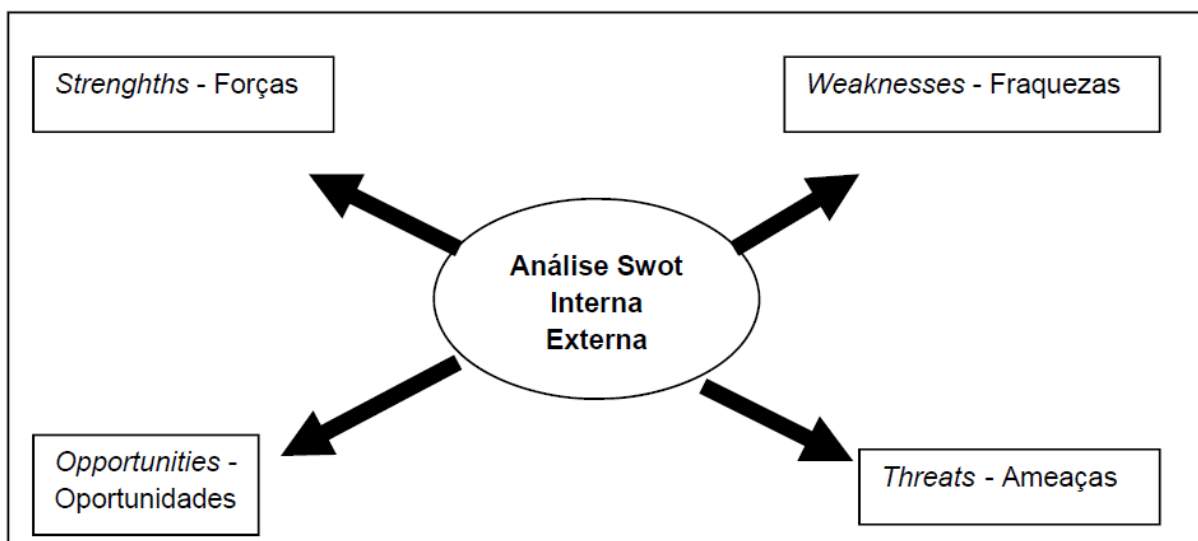 Strenghths - Forças
Weaknesses - Fraquezas
Análise Swot
Interna
Externa
Opportunities -
Oportunidades
Threats - Ameaças